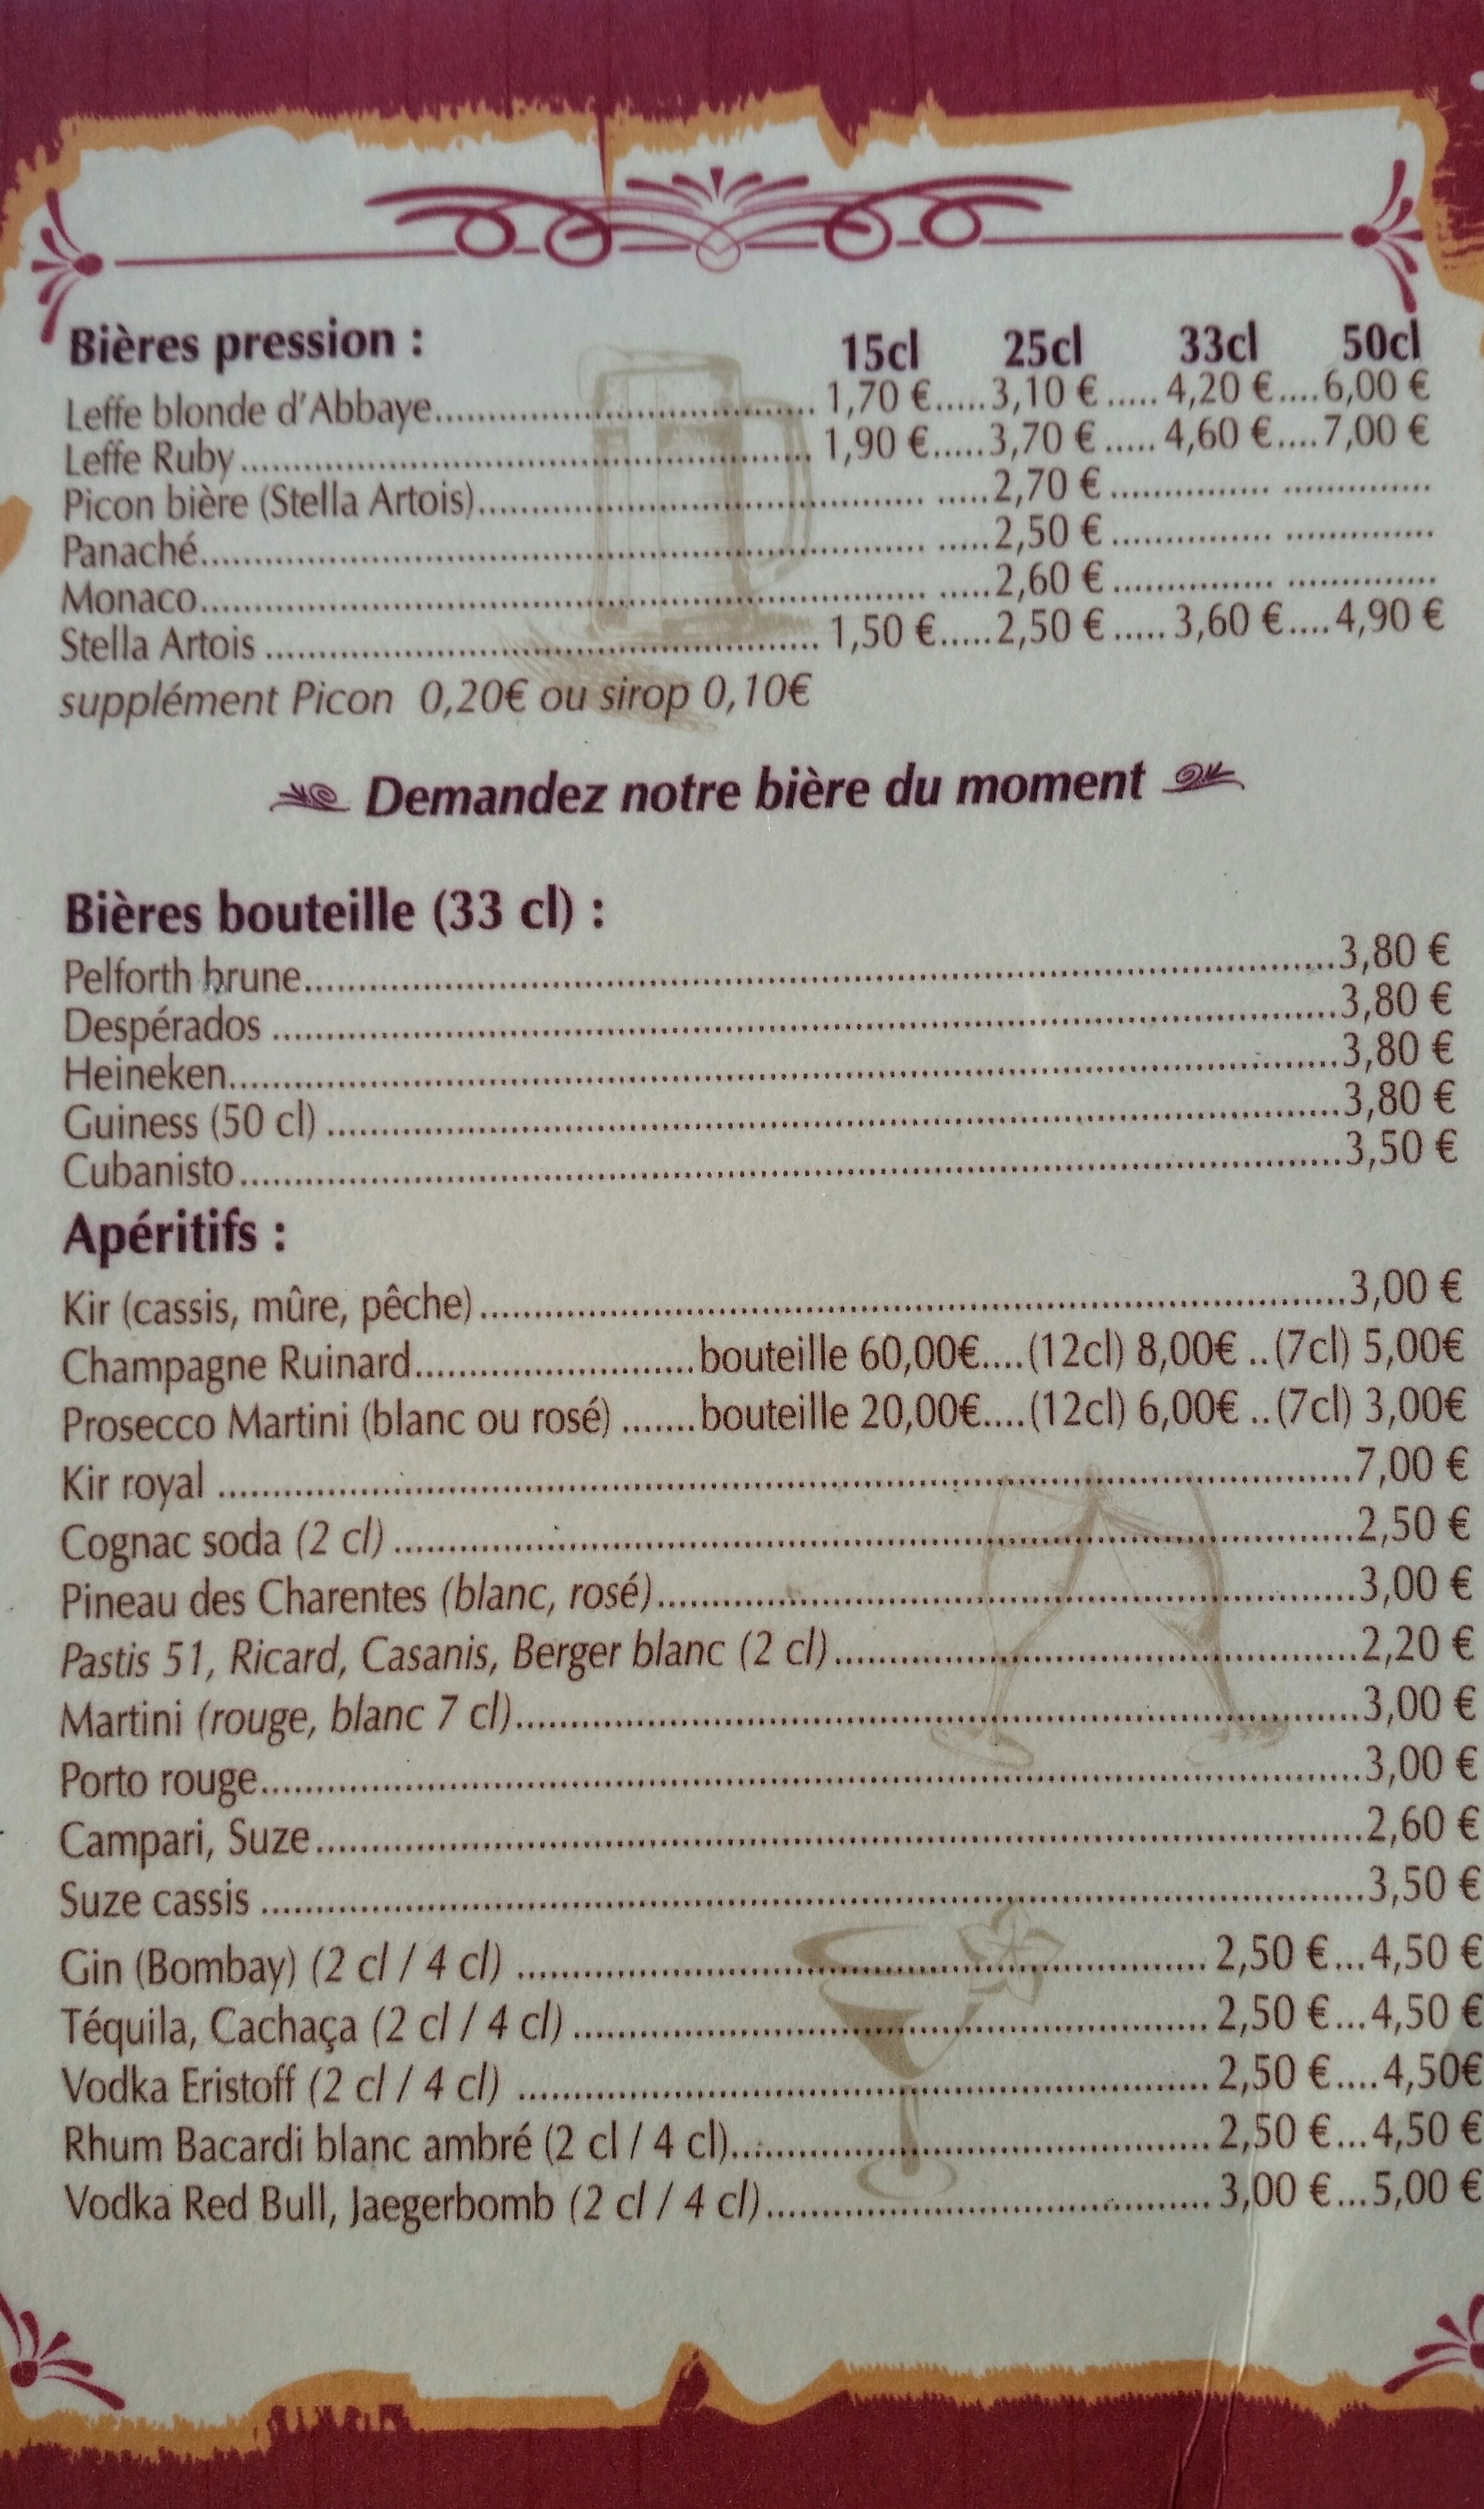 Bières pression : 15cl 25cl 33cl 50cl
Leffe blonde d'Abbaye.................................... 1,70 €.....3,10 €..... 4,20 €....6,00 €
Leffe Ruby...................................................... 1,90 €.....3,70 €..... 4,60 €....7,00 €
Picon bière (Stella Artois)......................................... .....2,70 €............... ..............
Panaché.................................................................... .....2,50 €............... ..............
Monaco.................................................................... .....2,60 €............... ..............
Stella Artois .................................................... 1,50 €.....2,50 €..... 3,60 €....4,90 €
supplément Picon 0,20€ ou sirop 0,10€
Demandez notre bière du moment
Bières bouteille (33 cl) :
Pelforth brune.....................................................................3,80 €
Despérados .......................................................................3,80 €
Heineken...........................................................................3,80 €
Guiness (50 cl) ..................................................................3,80 €
Cubanisto..........................................................................3,50 €
Apéritifs :
Kir (cassis, mûre, pêche)......................................................3,00 €
Champagne Ruinard..........................bouteille 60,00€....(12cl) 8,00€ ..(7cl) 5,00€
Prosecco Martini (blanc ou rosé) .......bouteille 20,00€....(12cl) 6,00€ ..(7cl) 3,00€
Kir royal ............................................................................7,00 €
Cognac soda (2 cl) .............................................................2,50 €
Pineau des Charentes (blanc, rosé).......................................3,00 €
Pastis 51, Ricard, Casanis, Berger blanc (2 cl).......................2,20 €
Martini (rouge, blanc 7 cl)...................................................3,00 €
Porto rouge........................................................................3,00 €
Campari, Suze....................................................................2,60 €
Suze cassis ........................................................................3,50 €
Gin (Bombay) (2 cl / 4 cl) .......................................... 2,50 €...4,50 €
Téquila, Cachaça (2 cl / 4 cl) ..................................... 2,50 €...4,50 €
Vodka Eristoff (2 cl / 4 cl) .......................................... 2,50 €....4,50€
Rhum Bacardi blanc ambré (2 cl / 4 cl)........................ 2,50 €...4,50 €
Vodka Red Bull, Jaegerbomb (2 cl / 4 cl)...................... 3,00 €...5,00 €